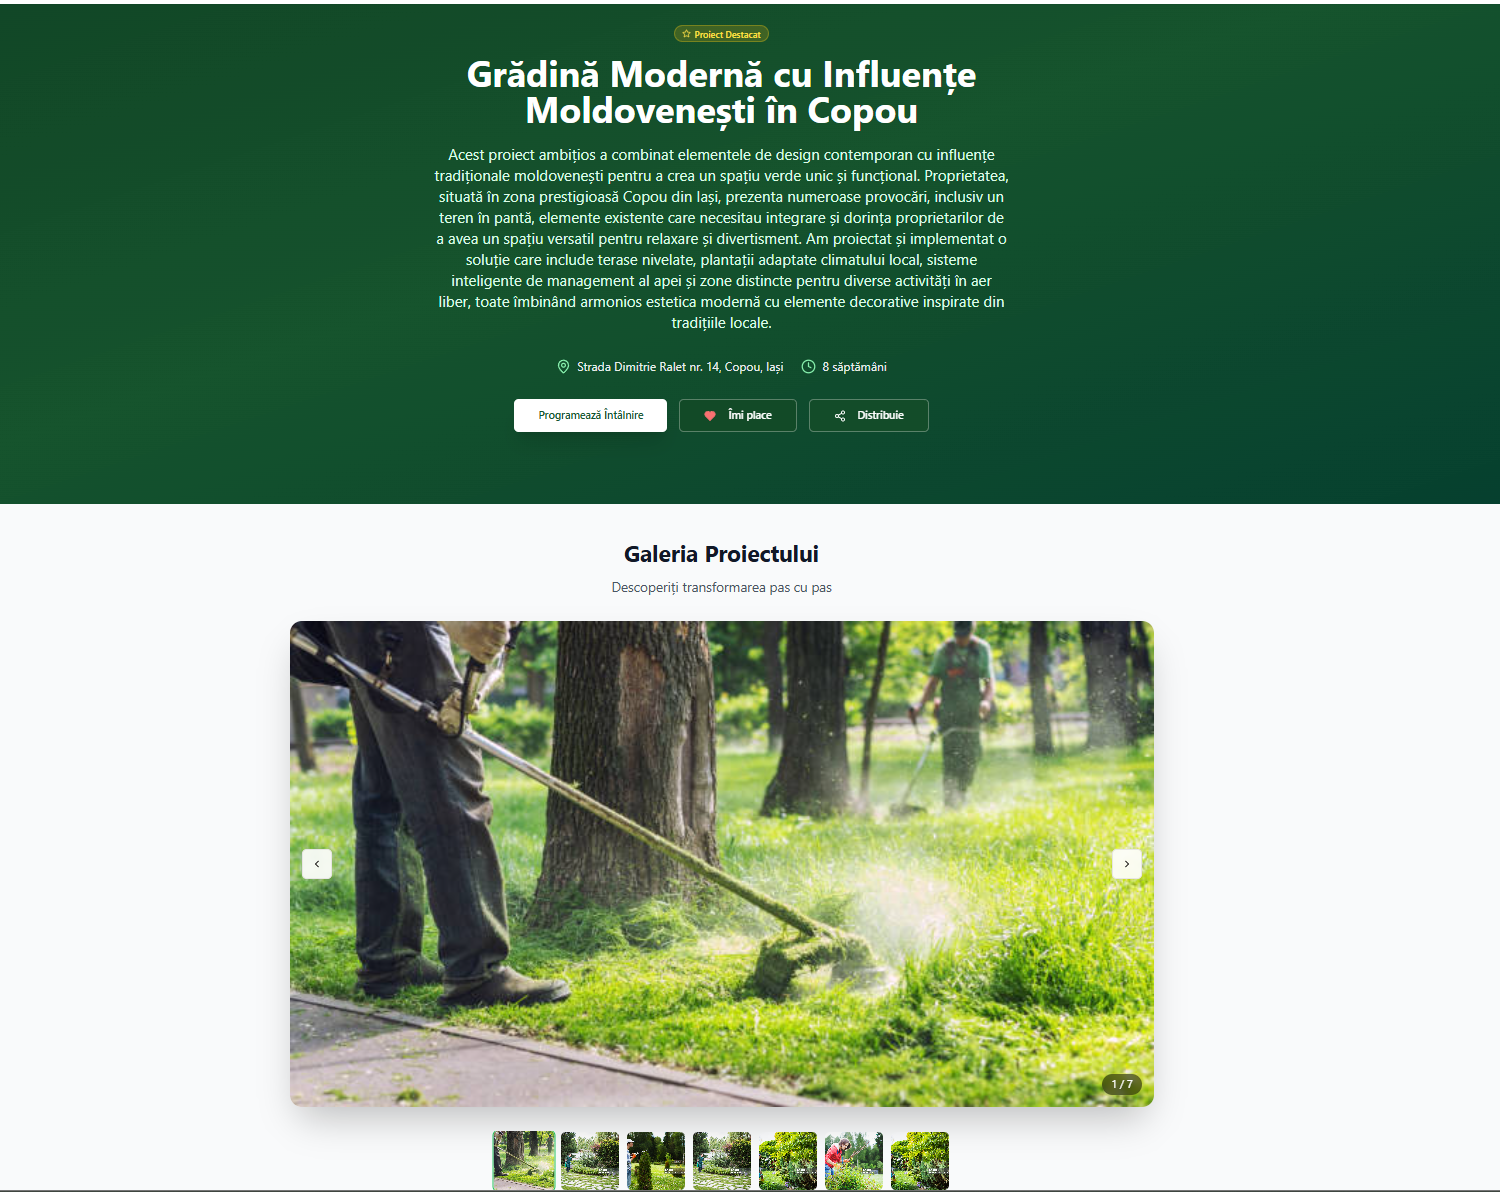 Proiect Destacat
Grădină Modernă cu Influențe
Moldovenești în Copou
Acest proiect ambițios a combinat elementele de design contemporan cu influențe
tradiționale moldovenești pentru a crea un spațiu verde unic și funcțional. Proprietatea,
situată în zona prestigioasă Copou din Iași, prezenta numeroase provocări, inclusiv un
teren în pantă, elemente existente care necesitau integrare și dorința proprietarilor de
a avea un spațiu versatil pentru relaxare și divertisment. Am proiectat și implementat o
soluție care include terase nivelate, plantații adaptate climatului local, sisteme
inteligente de management al apei și zone distincte pentru diverse activități în aer
liber, toate îmbinând armonios estetica modernă cu elemente decorative inspirate din
tradițiile locale.
Strada Dimitrie Ralet nr. 14, Copou, Iași 8 săptămâni
Programează Întâlnire Îmi place Distribuie
Galeria Proiectului
Descoperiți transformarea pas cu pas
1 / 7